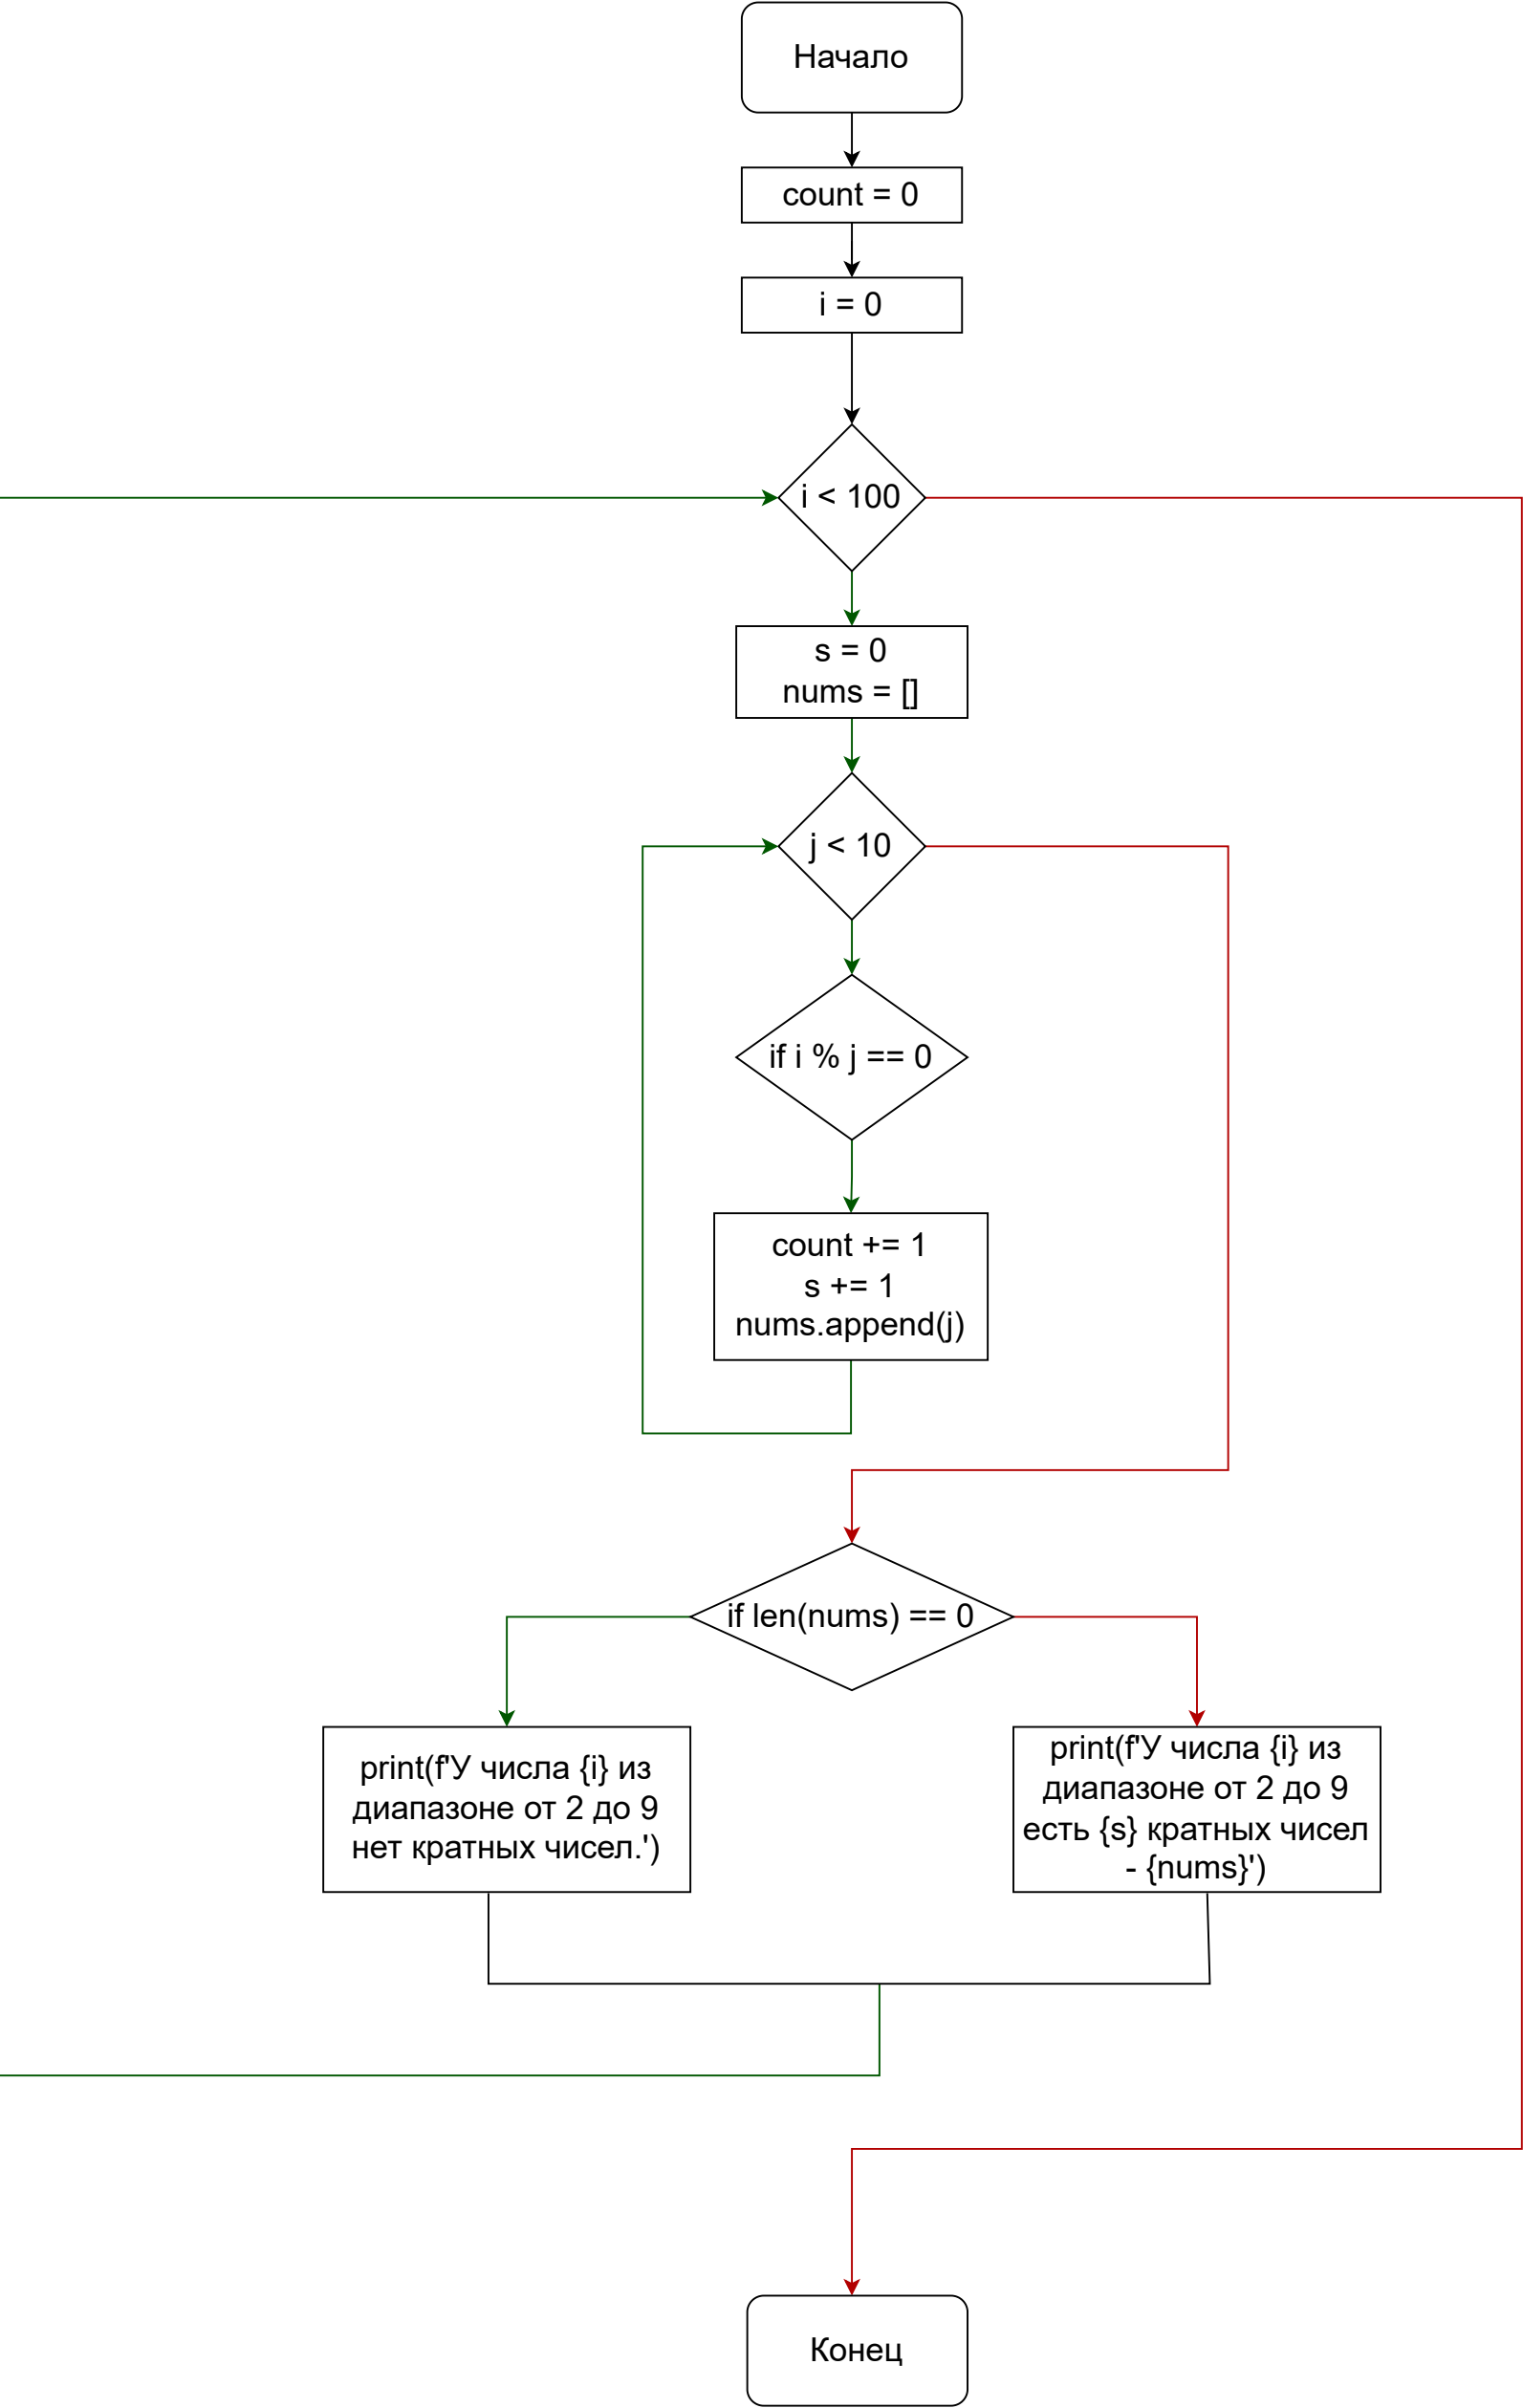 Начало
count = 0
i = 0
i < 100
s = 0
nums = []
j < 10
if i % j == 0
count += 1
s += 1
nums.append(j)
if len(nums) == 0
print(f'У числа {i} из
диапазоне от 2 до 9
нет кратных чисел.')
print(f'У числа {i} из
диапазоне от 2 до 9
есть {s} кратных чисел
- {nums}')
Конец